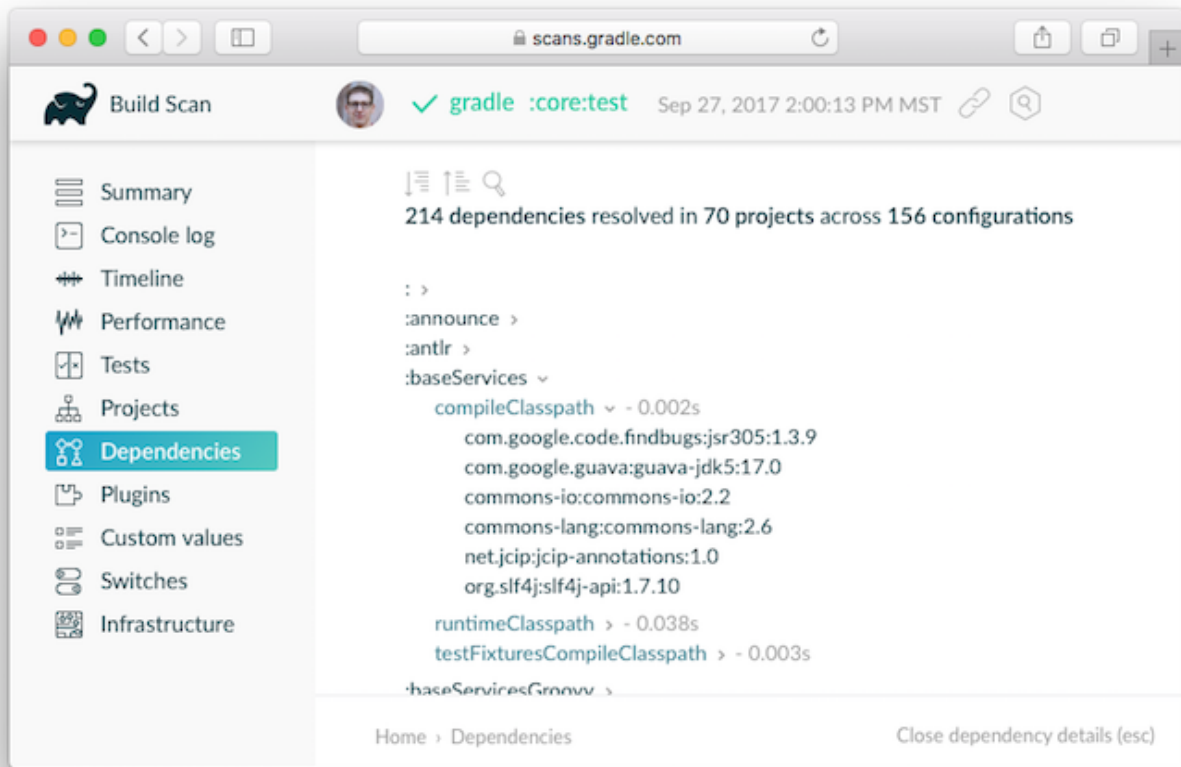 scans.gradle.com
Build Scan
gradle :core:test Sep 27, 2017 2:00:13 PM MST
Summary
Console log
Timeline
Performance
Tests
Projects
Dependencies
Plugins
Custom values
Switches
Infrastructure
214 dependencies resolved in 70 projects across 156 configurations
: >
:announce >
:antlr >
:baseServices
compileClasspath - 0.002s
com.google.code.findbugs:jsr305:1.3.9
com.google.guava:guava-jdk5:17.0
commons-io:commons-io:2.2
commons-lang:commons-lang:2.6
net.jcip:jcip-annotations:1.0
org.slf4j:slf4j-api:1.7.10
runtimeClasspath > - 0.038s
testFixturesCompileClasspath > - 0.003s
:baseServicesGroovy >
Home > Dependencies
Close dependency details (esc)